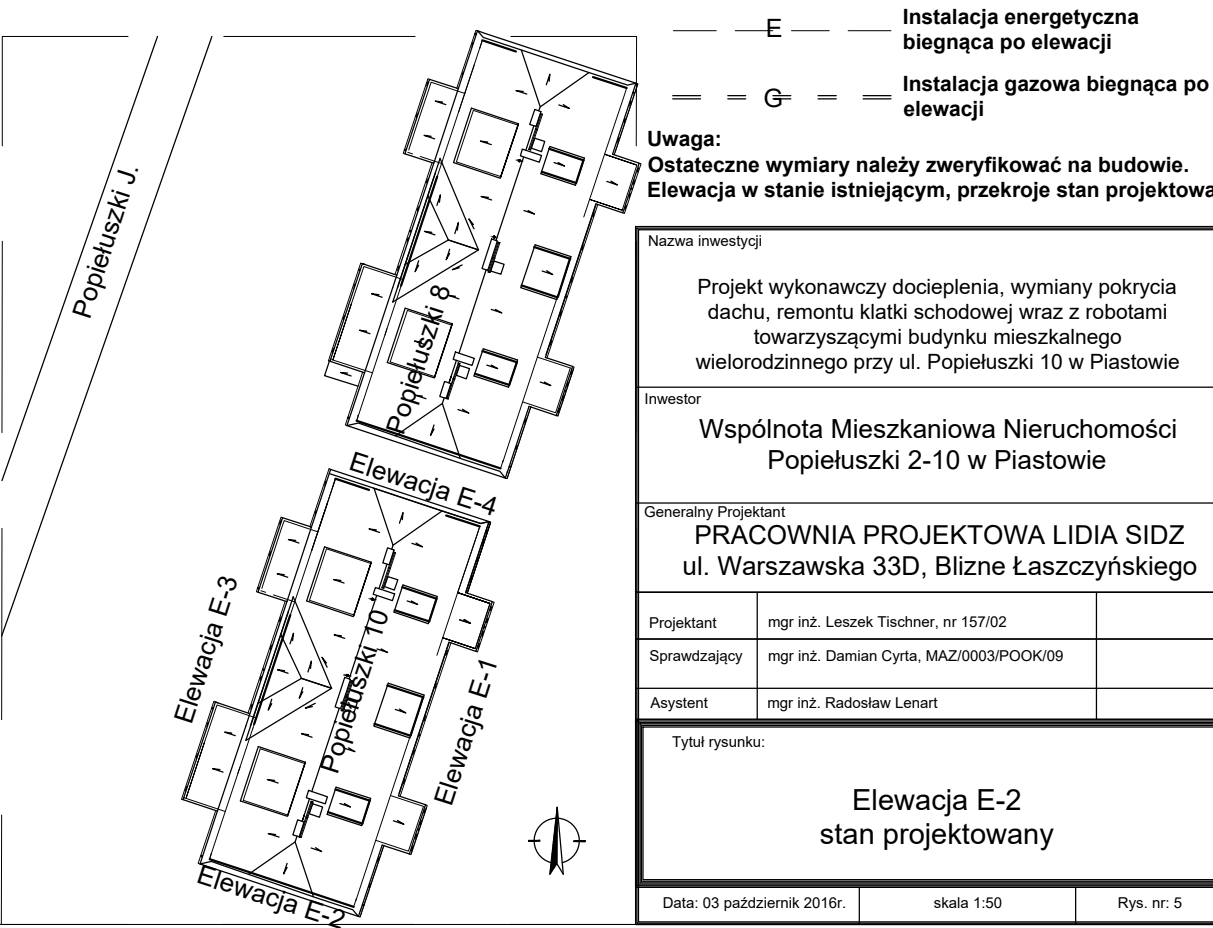 E
Instalacja energetyczna
biegnąca po elewacji
G
Instalacja gazowa biegnąca po
elewacji
Uwaga:
Ostateczne wymiary należy zweryfikować na budowie.
Elewacja w stanie istniejącym, przekroje stan projektowa
Popiełuszki J.
Popiełuszki 8
Elewacja E-4
Elewacja E-3
Popiełuszki 10
Elewacja E-1
Elewacja E-2
Nazwa inwestycji
Projekt wykonawczy docieplenia, wymiany pokrycia
dachu, remontu klatki schodowej wraz z robotami
towarzyszącymi budynku mieszkalnego
wielorodzinnego przy ul. Popiełuszki 10 w Piastowie
Inwestor
Wspólnota Mieszkaniowa Nieruchomości
Popiełuszki 2-10 w Piastowie
Generalny Projektant
PRACOWNIA PROJEKTOWA LIDIA SIDZ
ul. Warszawska 33D, Blizne Łaszczyńskiego
Projektant mgr inż. Leszek Tischner, nr 157/02
Sprawdzający mgr inż. Damian Cyrta, MAZ/0003/POOK/09
Asystent mgr inż. Radosław Lenart
Tytuł rysunku:
Elewacja E-2
stan projektowany
Data: 03 październik 2016r. skala 1:50 Rys. nr: 5